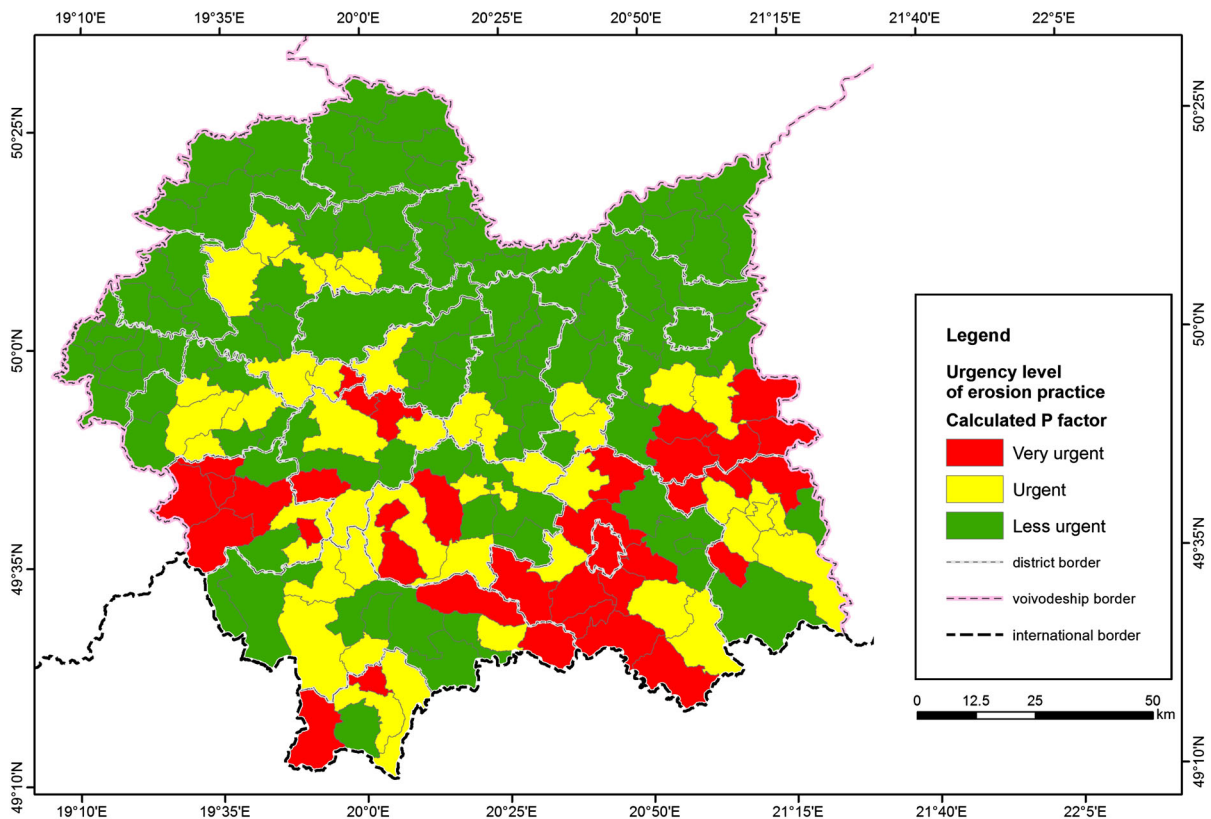 19°10'E 19°35'E 20°0'E 20°25'E 20°50'E 21°15'E 21°40'E 22°5'E
50°25'N
50°25'N
50°0'N
50°0'N
49°35'N
49°35'N
49°10'N
49°10'N
Legend
Urgency level
of erosion practice
Calculated P factor
Very urgent
Urgent
Less urgent
district border
voivodeship border
international border
0 12.5 25 50
km
19°10'E 19°35'E 20°0'E 20°25'E 20°50'E 21°15'E 21°40'E 22°5'E